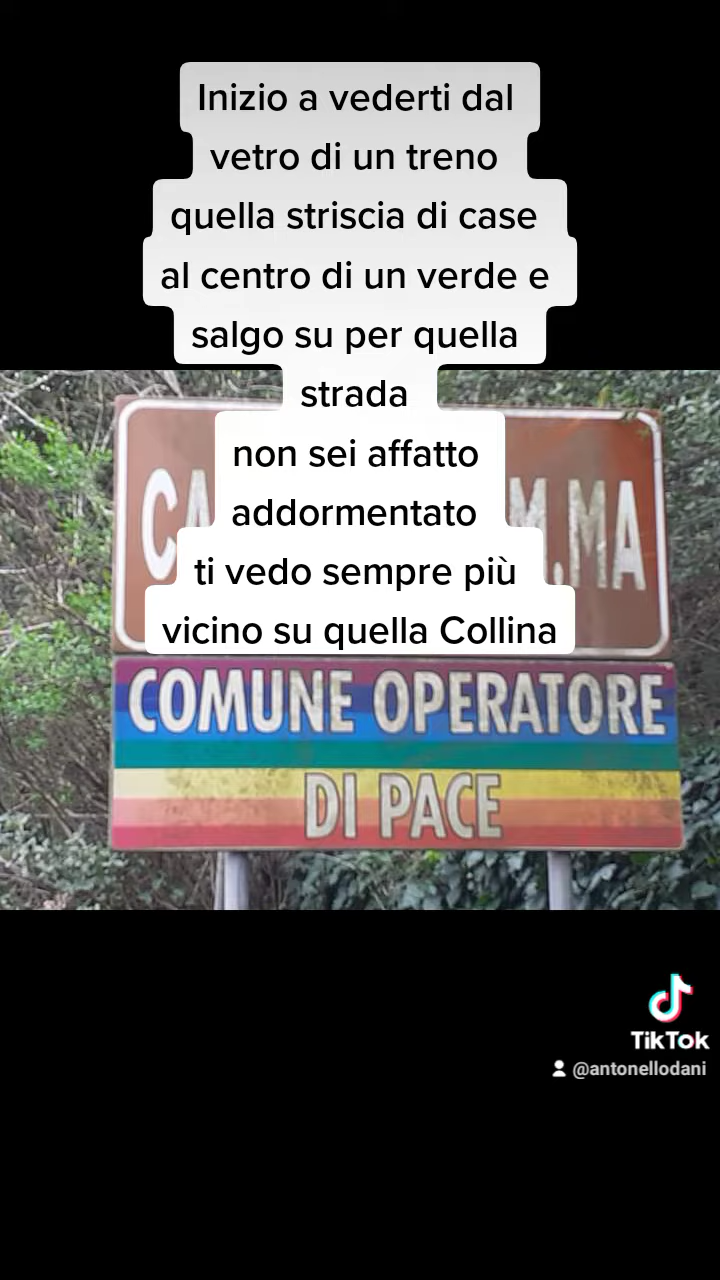 Inizio a vederti dal
vetro di un treno
quella striscia di case
al centro di un verde e
salgo su per quella
strada
non sei affatto
addormentato
ti vedo sempre più
vicino su quella Collina
COMUNE OPERATORE
DI PACE
TikTok
@antonellodani